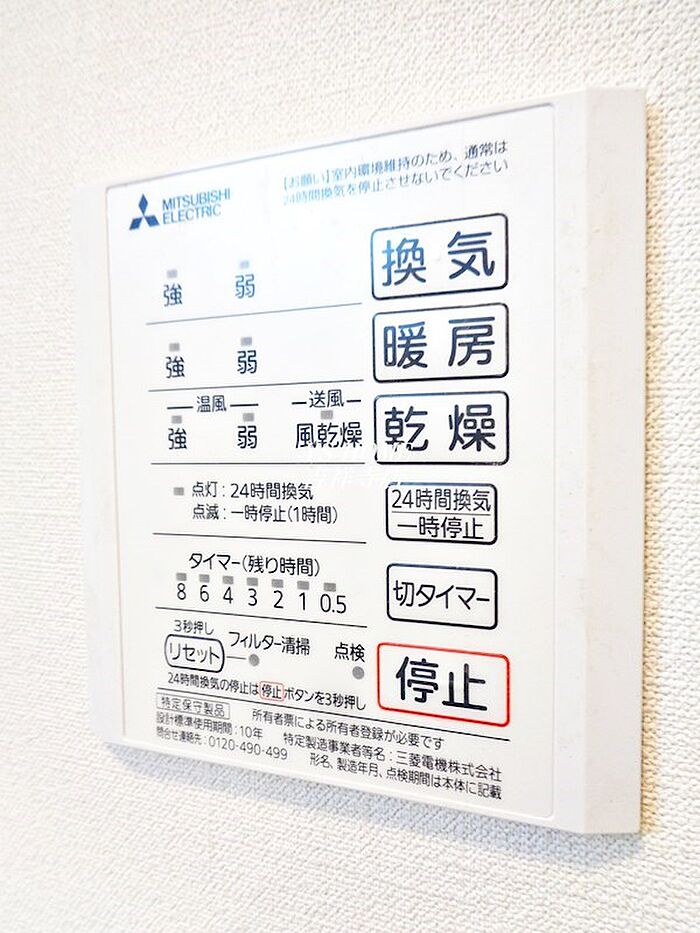 MITSUBISHI
ELECTRIC
【お願い】室内環境維持のため、通常は
24時間換気を停止させないでください
強 弱 換気
強 弱 暖房
温風 送風
強 弱 風乾燥 乾燥
点灯:24時間換気
点滅:一時停止(1時間)
24時間換気
一時停止
タイマー(残り時間)
8 6 4 3 2 1 0.5
切タイマー
3秒押し
リセット フィルター清掃 点検
停止
24時間換気の停止は停止ボタンを3秒押し
特定保守製品 所有者票による所有者登録が必要です
設計標準使用期間:10年 特定製造事業者等名:三菱電機株式会社
問合せ連絡先:0120-490-499 形名、製造年月、点検期間は本体に記載